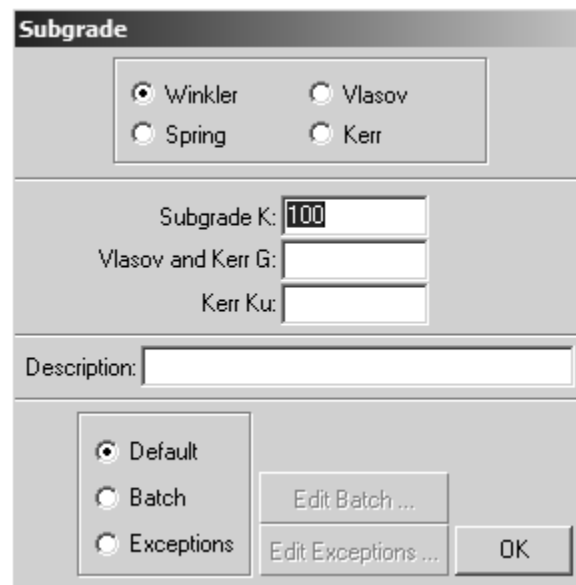 Subgrade
Winkler Vlasov
Spring Kerr
Subgrade K: 100
Vlasov and Kerr G:
Kerr Ku:
Description:
Default
Batch Edit Batch ...
Exceptions Edit Exceptions ... OK